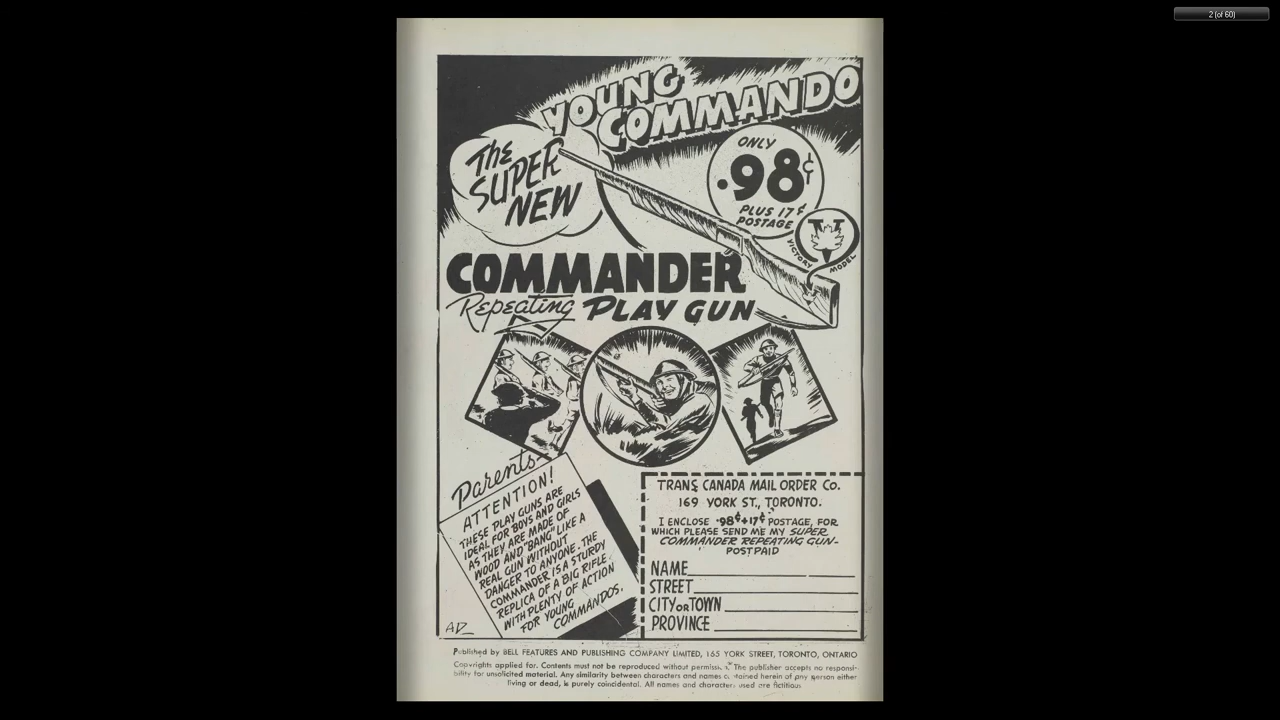 2 (of 60)
YOUNG
COMMANDO
The
SUPER
NEW
ONLY
.98¢
PLUS 17¢
POSTAGE
V
VICTORY MODEL
COMMANDER
Repeating PLAY GUN
Parents-
ATTENTION!
THESE PLAY GUNS ARE
IDEAL FOR BOYS AND GIRLS
AS THEY ARE MADE OF
WOOD AND "BANG" LIKE A
REAL GUN WITHOUT
DANGER TO ANYONE. THE
COMMANDER IS A STURDY
REPLICA OF A BIG RIFLE
WITH PLENTY OF ACTION
FOR YOUNG
COMMANDOS.
AD
TRANS CANADA MAIL ORDER CO.
169 YORK ST., TORONTO.
I ENCLOSE .98¢+17¢ POSTAGE, FOR
WHICH PLEASE SEND ME MY SUPER
COMMANDER REPEATING GUN-
POSTPAID
NAME
STREET
CITY OR TOWN
PROVINCE
Published by BELL FEATURES AND PUBLISHING COMPANY LIMITED, 165 YORK STREET, TORONTO, ONTARIO
Copyrights applied for. Contents must not be reproduced without permission. The publisher accepts no responsi-
bility for unsolicited material. Any similarity between characters and names contained herein of any person either
living or dead, is purely coincidental. All names and characters used are fictitious